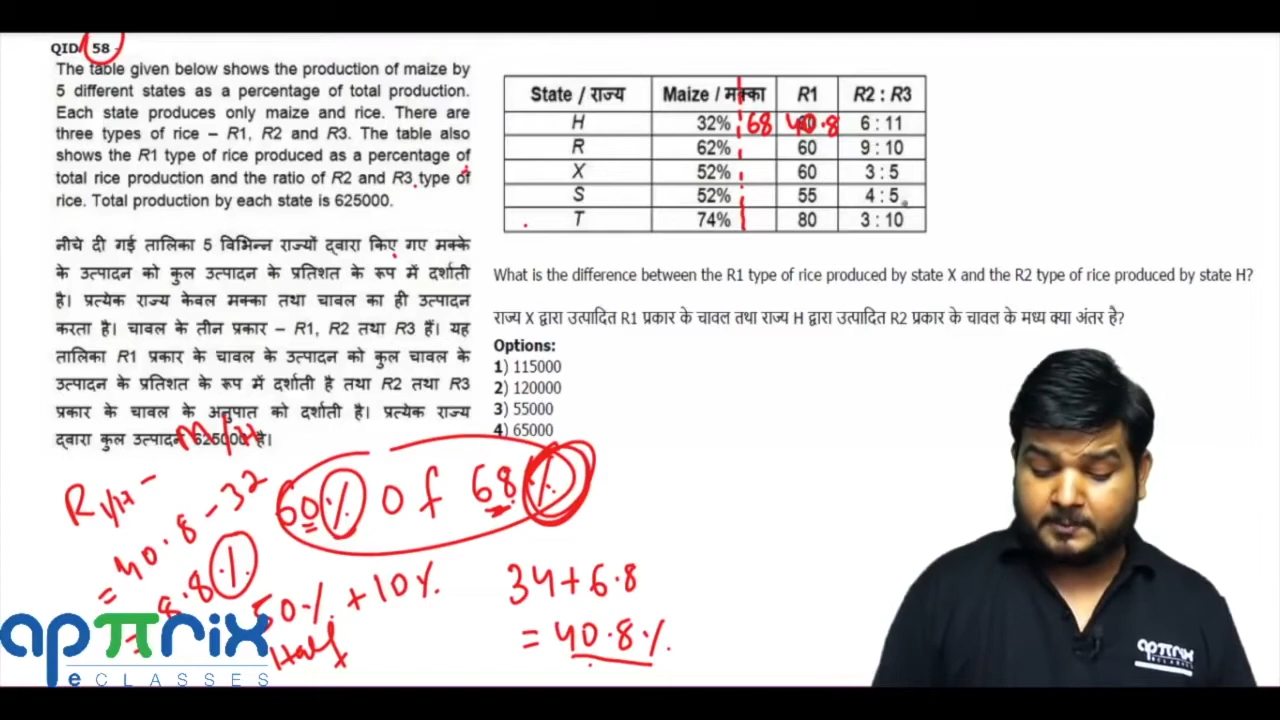 QID 58 -
The table given below shows the production of maize by
5 different states as a percentage of total production.
Each state produces only maize and rice. There are
three types of rice – R1, R2 and R3. The table also
shows the R1 type of rice produced as a percentage of
total rice production and the ratio of R2 and R3 type of
rice. Total production by each state is 625000.
नीचे दी गई तालिका 5 विभिन्न राज्यों द्वारा किए गए मक्के
के उत्पादन को कुल उत्पादन के प्रतिशत के रूप में दर्शाती
है। प्रत्येक राज्य केवल मक्का तथा चावल का ही उत्पादन
करता है। चावल के तीन प्रकार – R1, R2 तथा R3 हैं। यह
तालिका R1 प्रकार के चावल के उत्पादन को कुल चावल के
उत्पादन के प्रतिशत के रूप में दर्शाती है तथा R2 तथा R3
प्रकार के चावल के अनुपात को दर्शाती है। प्रत्येक राज्य
द्वारा कुल उत्पादन 625000 है।
State / राज्य Maize / मक्का R1 R2 : R3
H 32% 68 40.8 6 : 11
R 62% 60 9 : 10
X 52% 60 3 : 5
S 52% 55 4 : 5
T 74% 80 3 : 10
What is the difference between the R1 type of rice produced by state X and the R2 type of rice produced by state H?
राज्य X द्वारा उत्पादित R1 प्रकार के चावल तथा राज्य H द्वारा उत्पादित R2 प्रकार के चावल के मध्य क्या अंतर है?
Options:
1) 115000
2) 120000
3) 55000
4) 65000
R1/H - M/H
= 40.8 - 32
= 8.8%
60% of 68%
50% + 10%
Half
34 + 6.8
= 40.8%
apπrix
eCLASSES
apπrix
eCLASSES